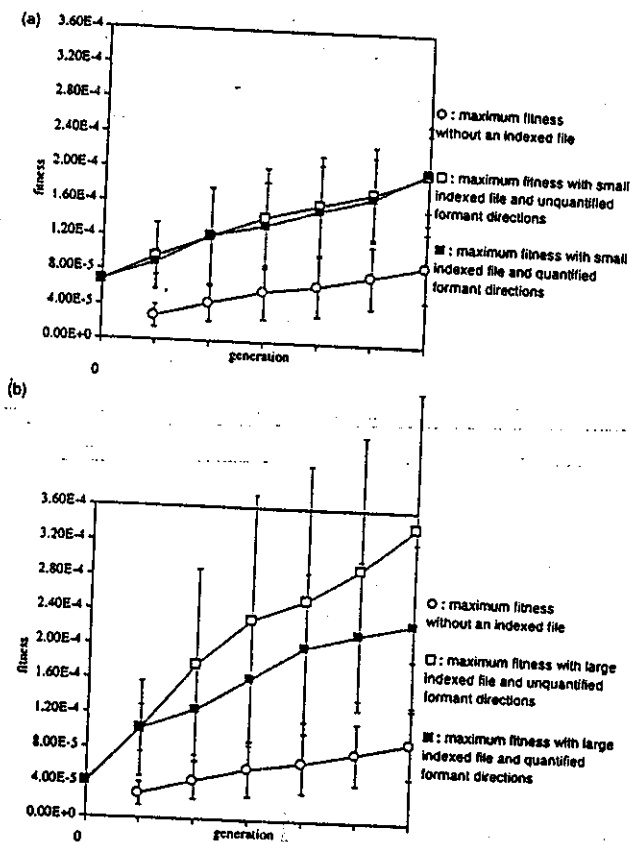 (a)
3.60E-4
3.20E-4
2.80E-4
2.40E-4
2.00E-4
1.60E-4
1.20E-4
8.00E-5
4.00E-5
0.00E+0
fitness
0
generation
: maximum fitness
without an indexed file
: maximum fitness with small
indexed file and unquantified
formant directions
: maximum fitness with small
indexed file and quantified
formant directions
(b)
3.60E-4
3.20E-4
2.80E-4
2.40E-4
2.00E-4
1.60E-4
1.20E-4
8.00E-5
4.00E-5
0.00E+0
fitness
0
generation
: maximum fitness
without an indexed file
: maximum fitness with large
indexed file and unquantified
formant directions
: maximum fitness with large
indexed file and quantified
formant directions